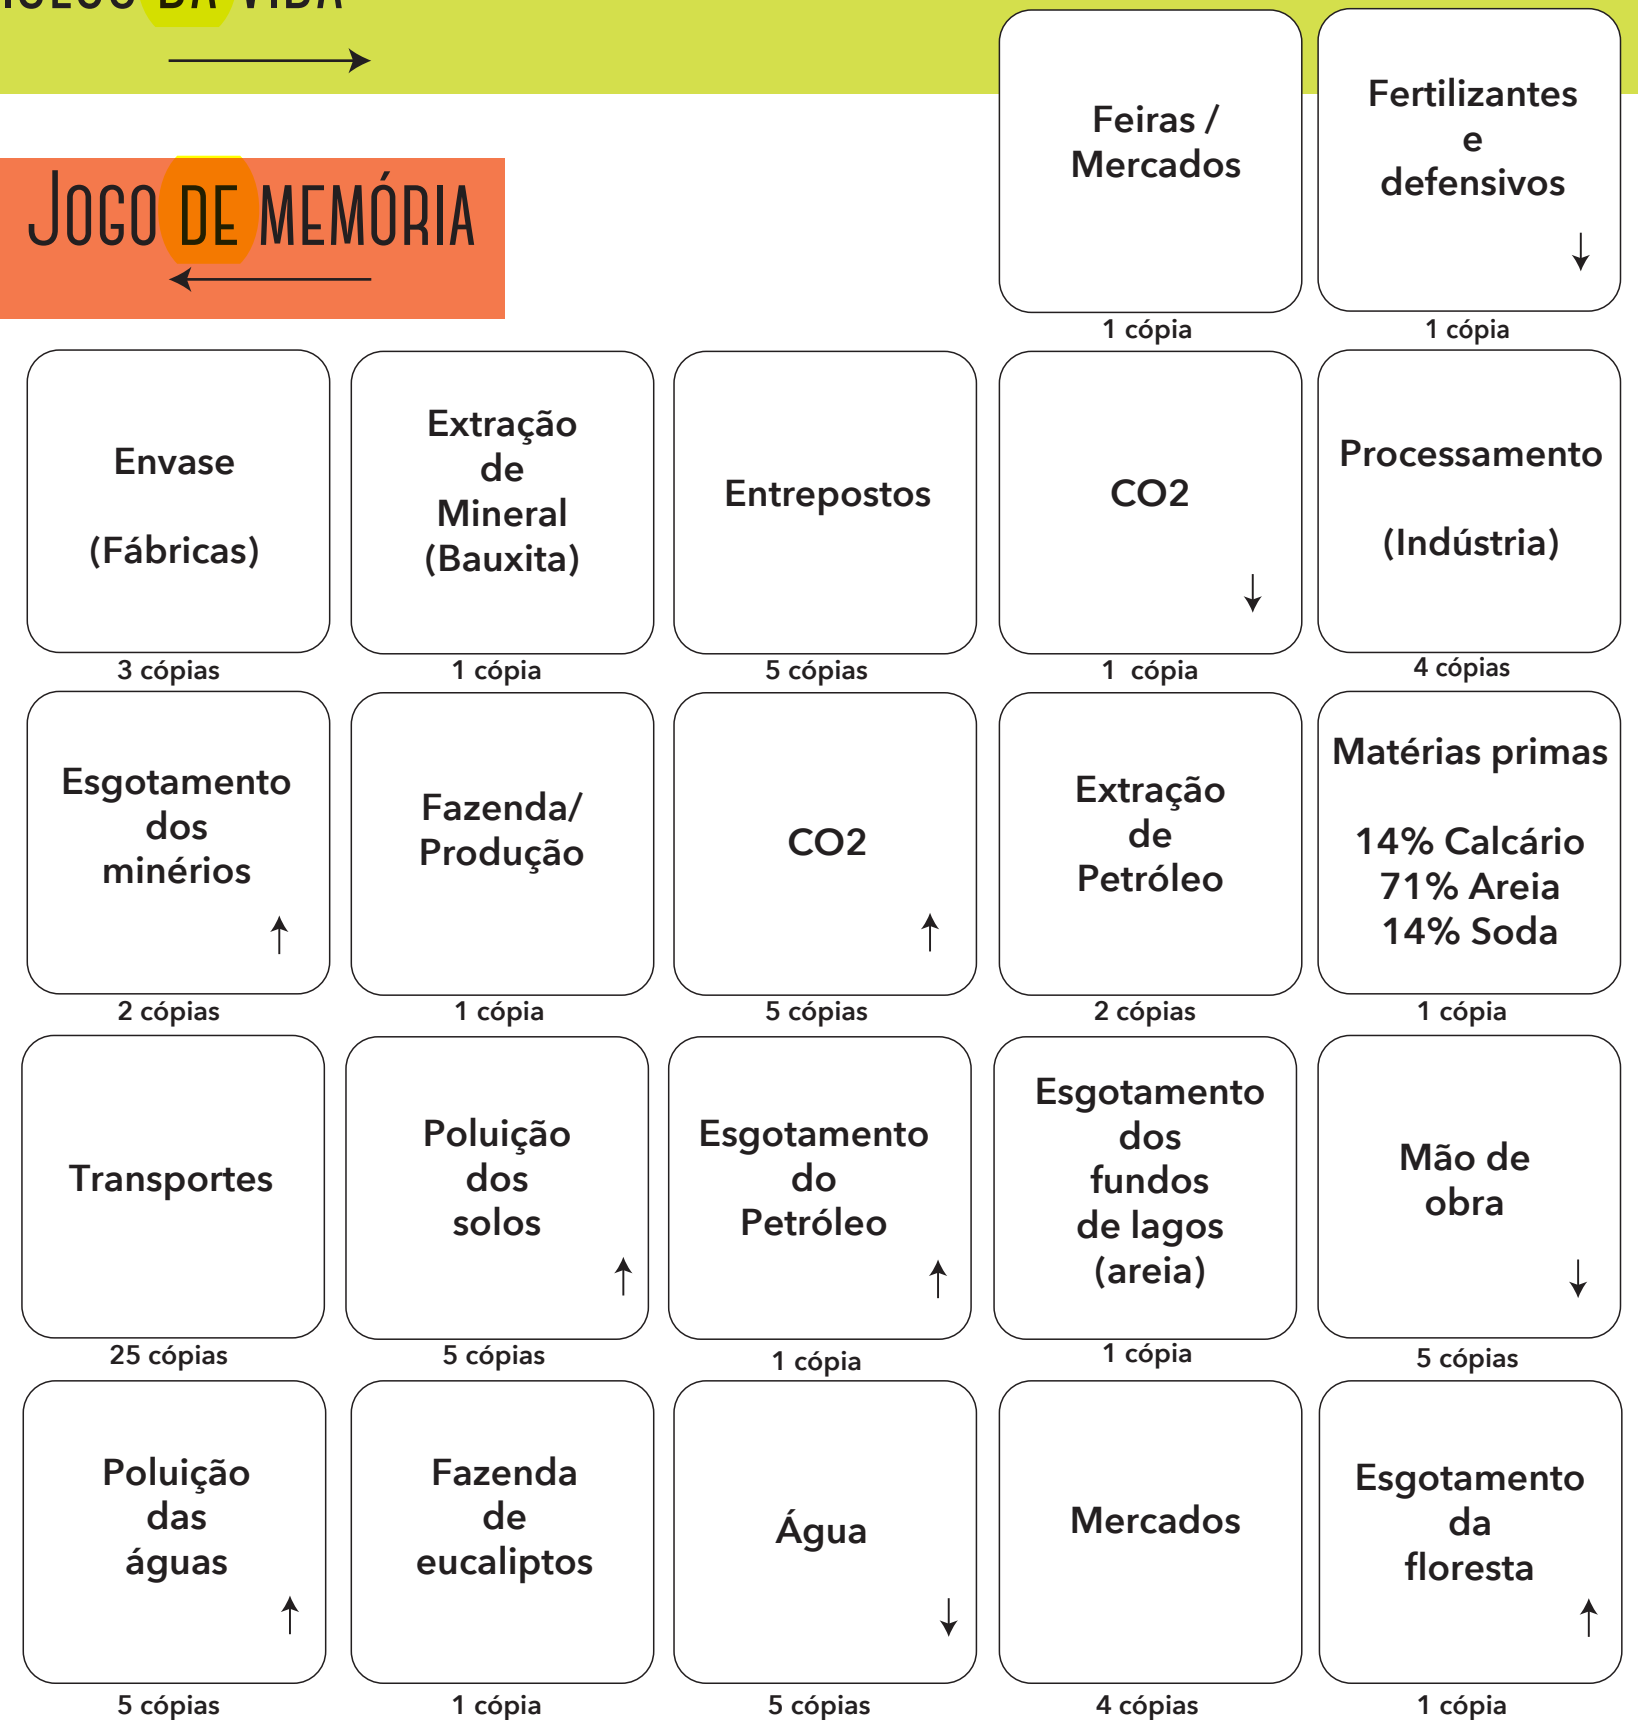 DA VIDA
JOGO DE MEMÓRIA
Feiras /
Mercados
1 cópia
Fertilizantes
e
defensivos
↓
1 cópia
Envase
(Fábricas)
3 cópias
Extração
de
Mineral
(Bauxita)
1 cópia
Entrepostos
5 cópias
CO2
↓
1 cópia
Processamento
(Indústria)
4 cópias
Esgotamento
dos
minérios
↑
2 cópias
Fazenda/
Produção
1 cópia
CO2
↑
5 cópias
Extração
de
Petróleo
2 cópias
Matérias primas
14% Calcário
71% Areia
14% Soda
1 cópia
Transportes
25 cópias
Poluição
dos
solos
↑
5 cópias
Esgotamento
do
Petróleo
↑
1 cópia
Esgotamento
dos
fundos
de lagos
(areia)
1 cópia
Mão de
obra
↓
5 cópias
Poluição
das
águas
↑
5 cópias
Fazenda
de
eucaliptos
1 cópia
Água
↓
5 cópias
Mercados
4 cópias
Esgotamento
da
floresta
↑
1 cópia